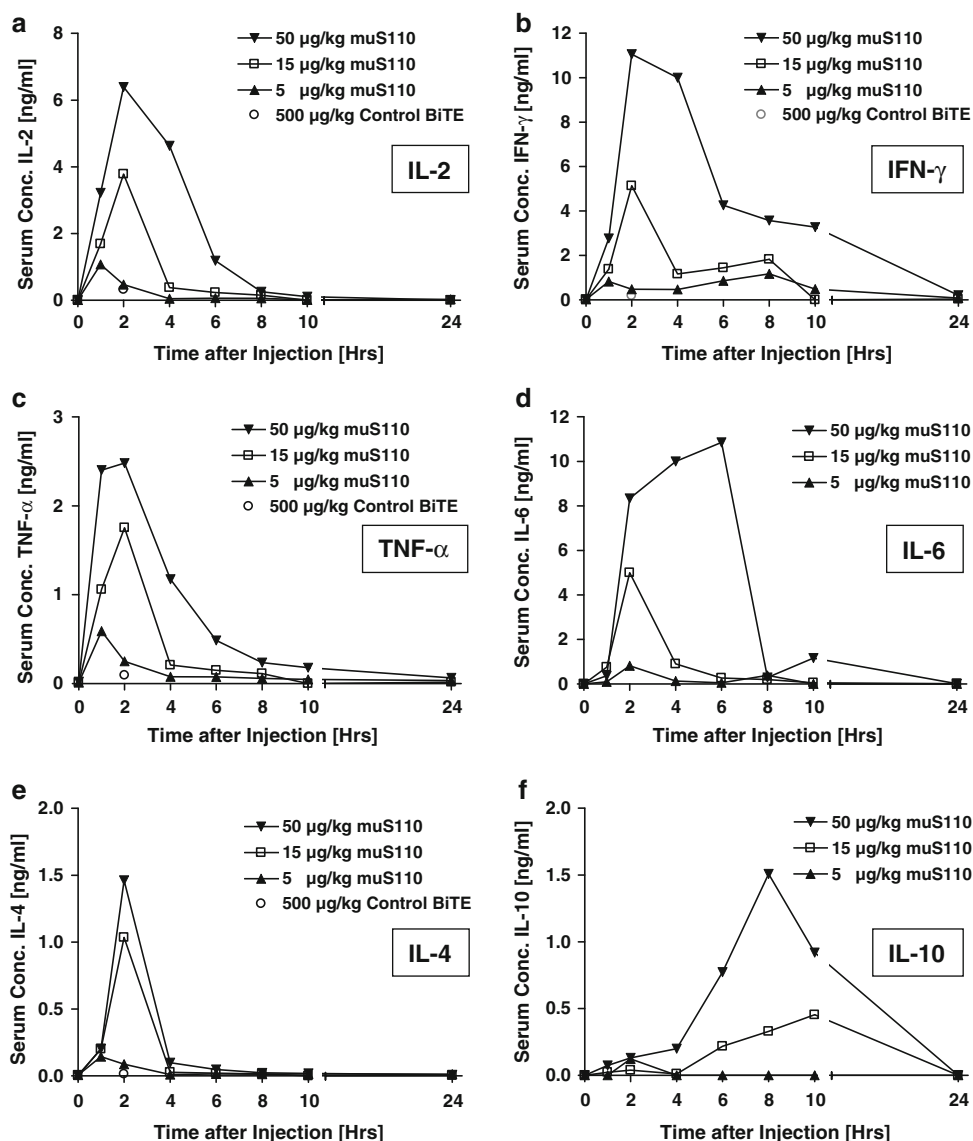 a
Serum Conc. IL-2 [ng/ml]
8
6
4
2
0
50 µg/kg muS110
15 µg/kg muS110
5 µg/kg muS110
500 µg/kg Control BiTE
IL-2
0 2 4 6 8 10 24
Time after Injection [Hrs]
b
Serum Conc. IFN-γ [ng/ml]
12
10
8
6
4
2
0
50 µg/kg muS110
15 µg/kg muS110
5 µg/kg muS110
500 µg/kg Control BiTE
IFN-γ
0 2 4 6 8 10 24
Time after Injection [Hrs]
c
Serum Conc. TNF-α [ng/ml]
3
2
1
0
50 µg/kg muS110
15 µg/kg muS110
5 µg/kg muS110
500 µg/kg Control BiTE
TNF-α
0 2 4 6 8 10 24
Time after Injection [Hrs]
d
Serum Conc. IL-6 [ng/ml]
12
10
8
6
4
2
0
50 µg/kg muS110
15 µg/kg muS110
5 µg/kg muS110
IL-6
0 2 4 6 8 10 24
Time after Injection [Hrs]
e
Serum Conc. IL-4 [ng/ml]
2.0
1.5
1.0
0.5
0.0
50 µg/kg muS110
15 µg/kg muS110
5 µg/kg muS110
500 µg/kg Control BiTE
IL-4
0 2 4 6 8 10 24
Time after Injection [Hrs]
f
Serum Conc. IL-10 [ng/ml]
2.0
1.5
1.0
0.5
0.0
50 µg/kg muS110
15 µg/kg muS110
5 µg/kg muS110
IL-10
0 2 4 6 8 10 24
Time after Injection [Hrs]